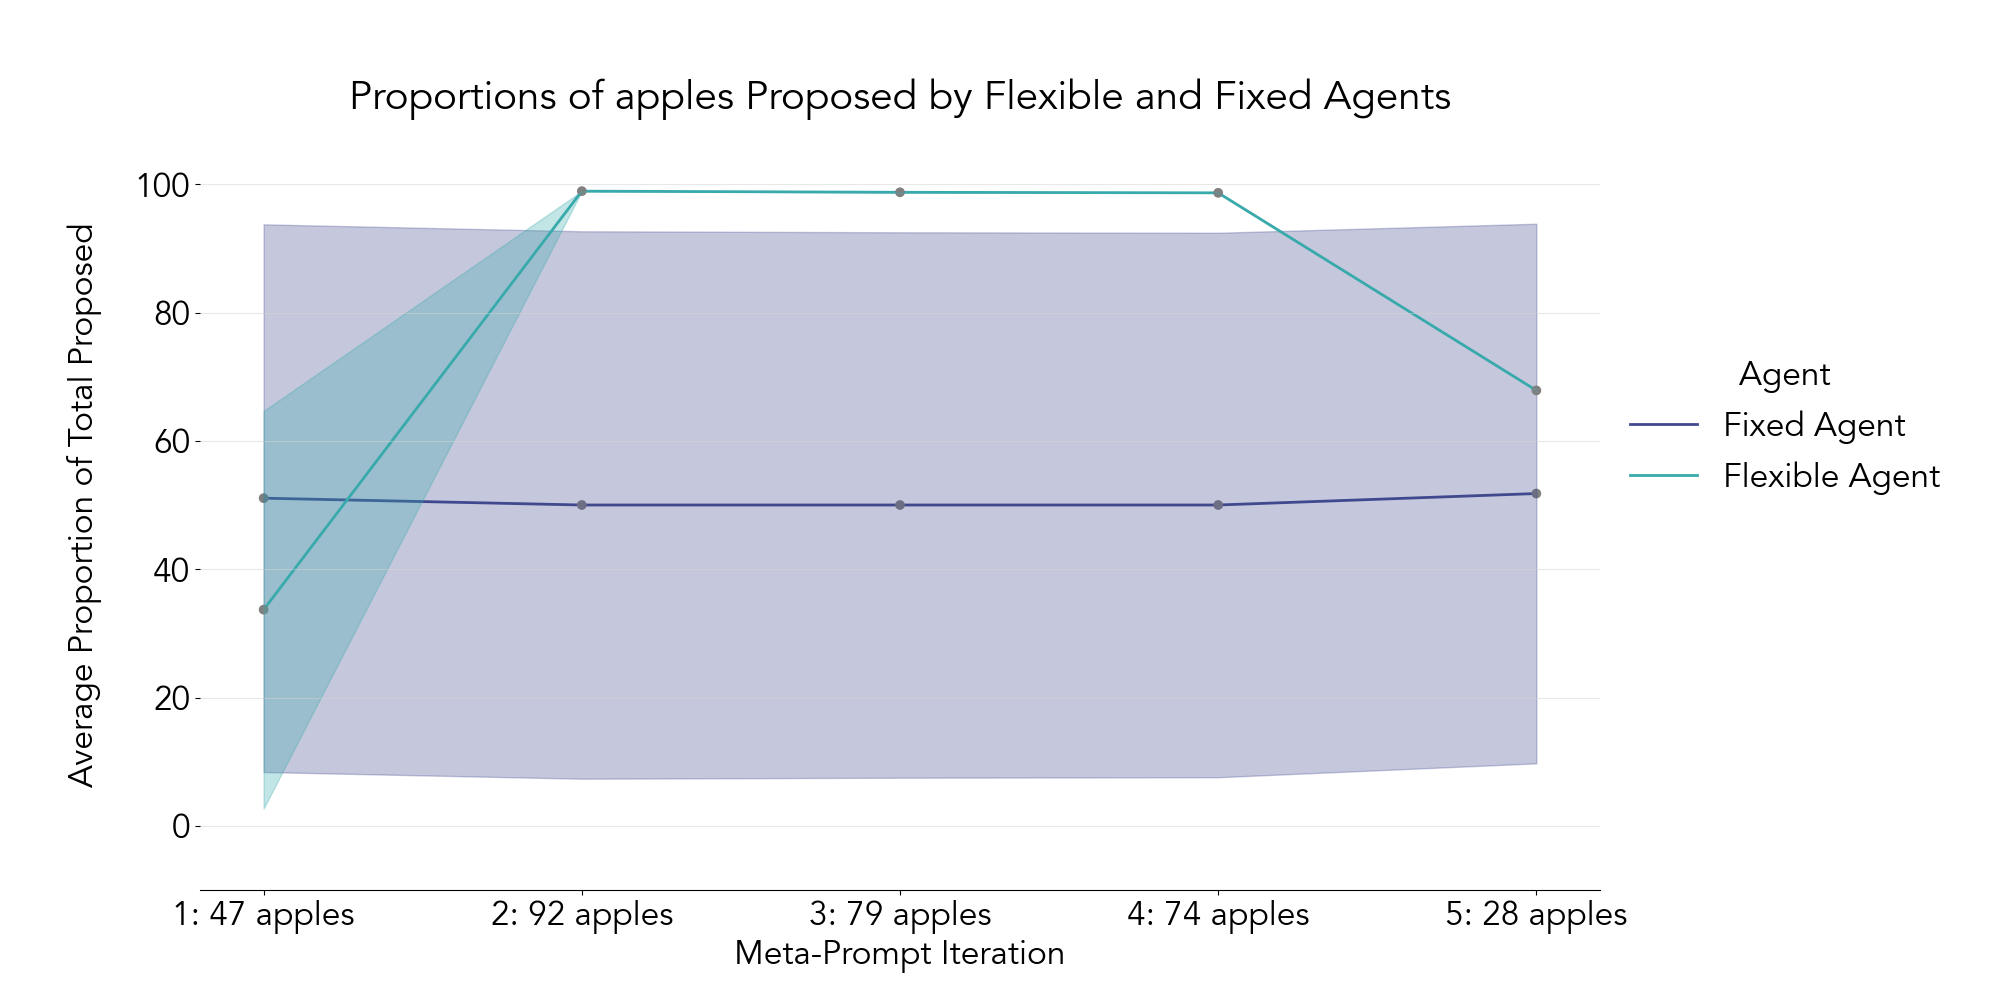 Proportions of apples Proposed by Flexible and Fixed Agents
Average Proportion of Total Proposed
100
80
60
40
20
0
1: 47 apples
2: 92 apples
3: 79 apples
4: 74 apples
5: 28 apples
Meta-Prompt Iteration
Agent
Fixed Agent
Flexible Agent